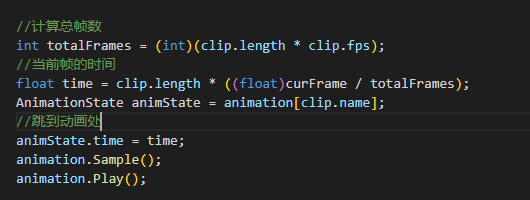 //计算总帧数
int totalFrames = (int)(clip.length * clip.fps);
//当前帧的时间
float time = clip.length * ((float)curFrame / totalFrames);
AnimationState animState = animation[clip.name];
//跳到动画处
animState.time = time;
animation.Sample();
animation.Play();